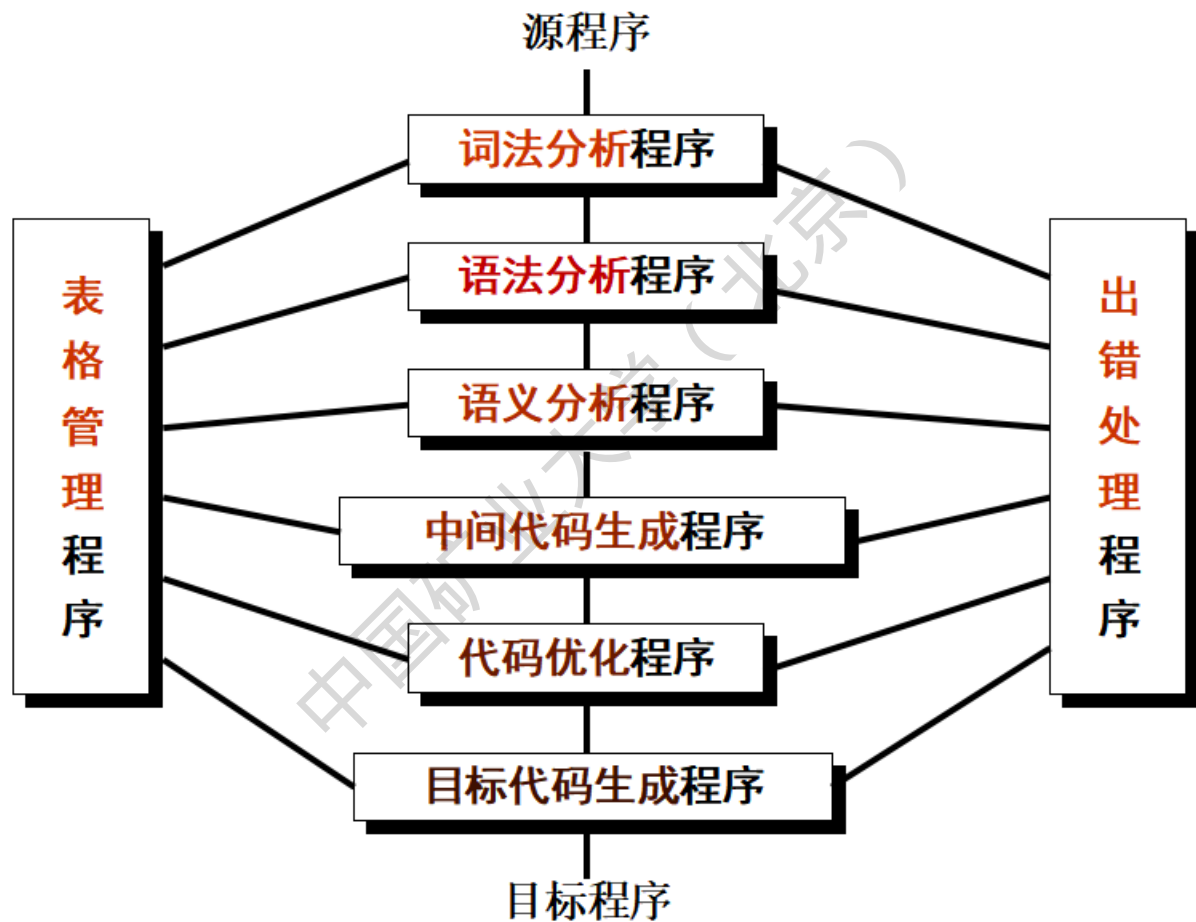 源程序
词法分析程序
语法分析程序
语义分析程序
中间代码生成程序
代码优化程序
目标代码生成程序
目标程序
表格管理程序
出错处理程序
中国矿业大学（北京）